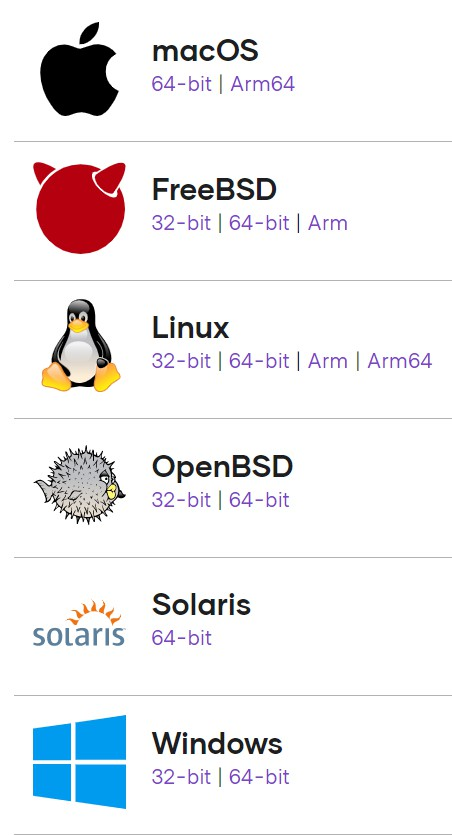 macOS
64-bit | Arm64
FreeBSD
32-bit | 64-bit | Arm
Linux
32-bit | 64-bit | Arm | Arm64
OpenBSD
32-bit | 64-bit
solaris
Solaris
64-bit
Windows
32-bit | 64-bit